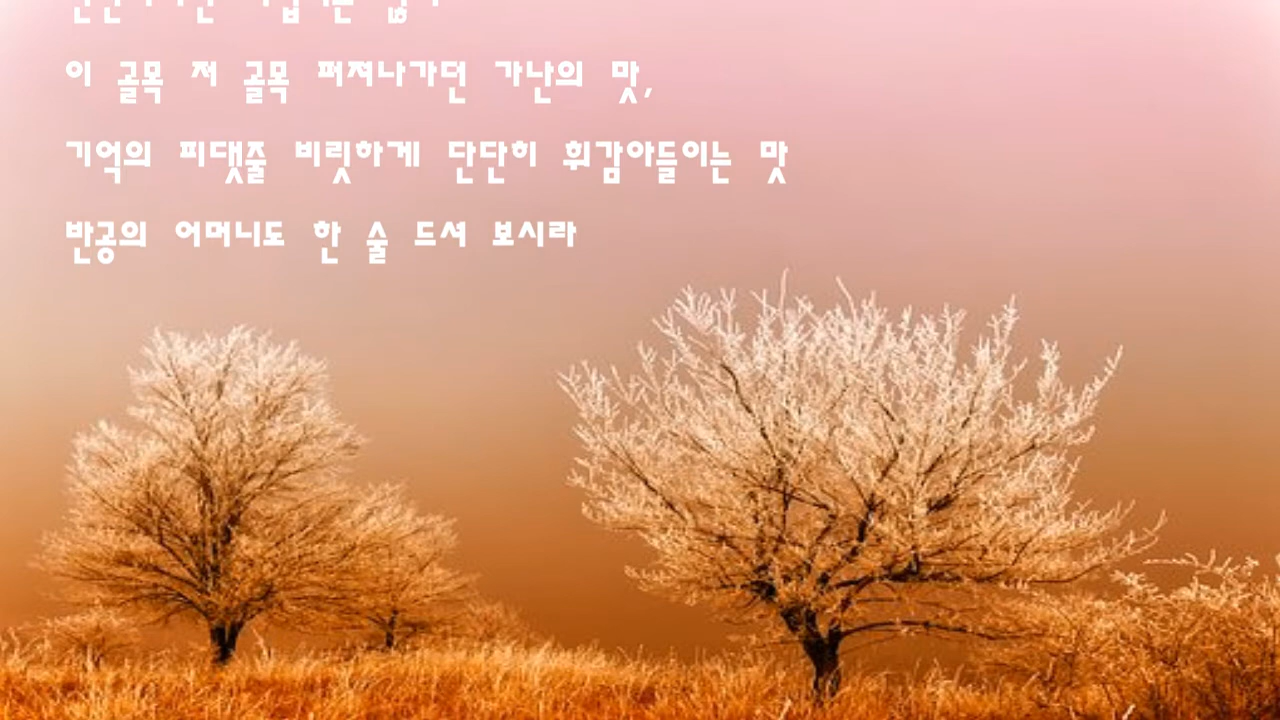 이 골목 저 골목 퍼져나가던 가난의 맛,
기억의 피댓줄 비릿하게 단단히 휘감아들이는 맛
반공의 어머니도 한 술 드셔 보시라